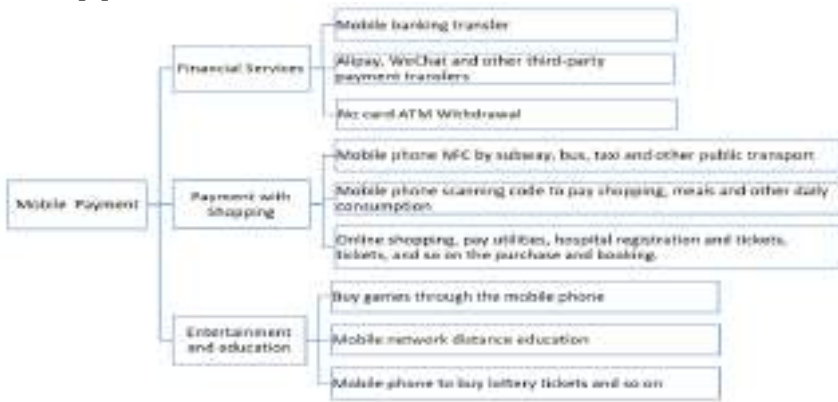 Mobile Payment
Financial Services
Mobile banking transfer
Alipay, WeChat and other third-party
payment transfers
No card ATM Withdrawal
Payment with
Shopping
Mobile phone NFC by subway, bus, taxi and other public transport
Mobile phone scanning code to pay shopping, meals and other daily
consumption
Online shopping, pay utilities, hospital registration and tickets,
tickets, and so on the purchase and booking.
Entertainment
and education
Buy games through the mobile phone
Mobile network distance education
Mobile phone to buy lottery tickets and so on